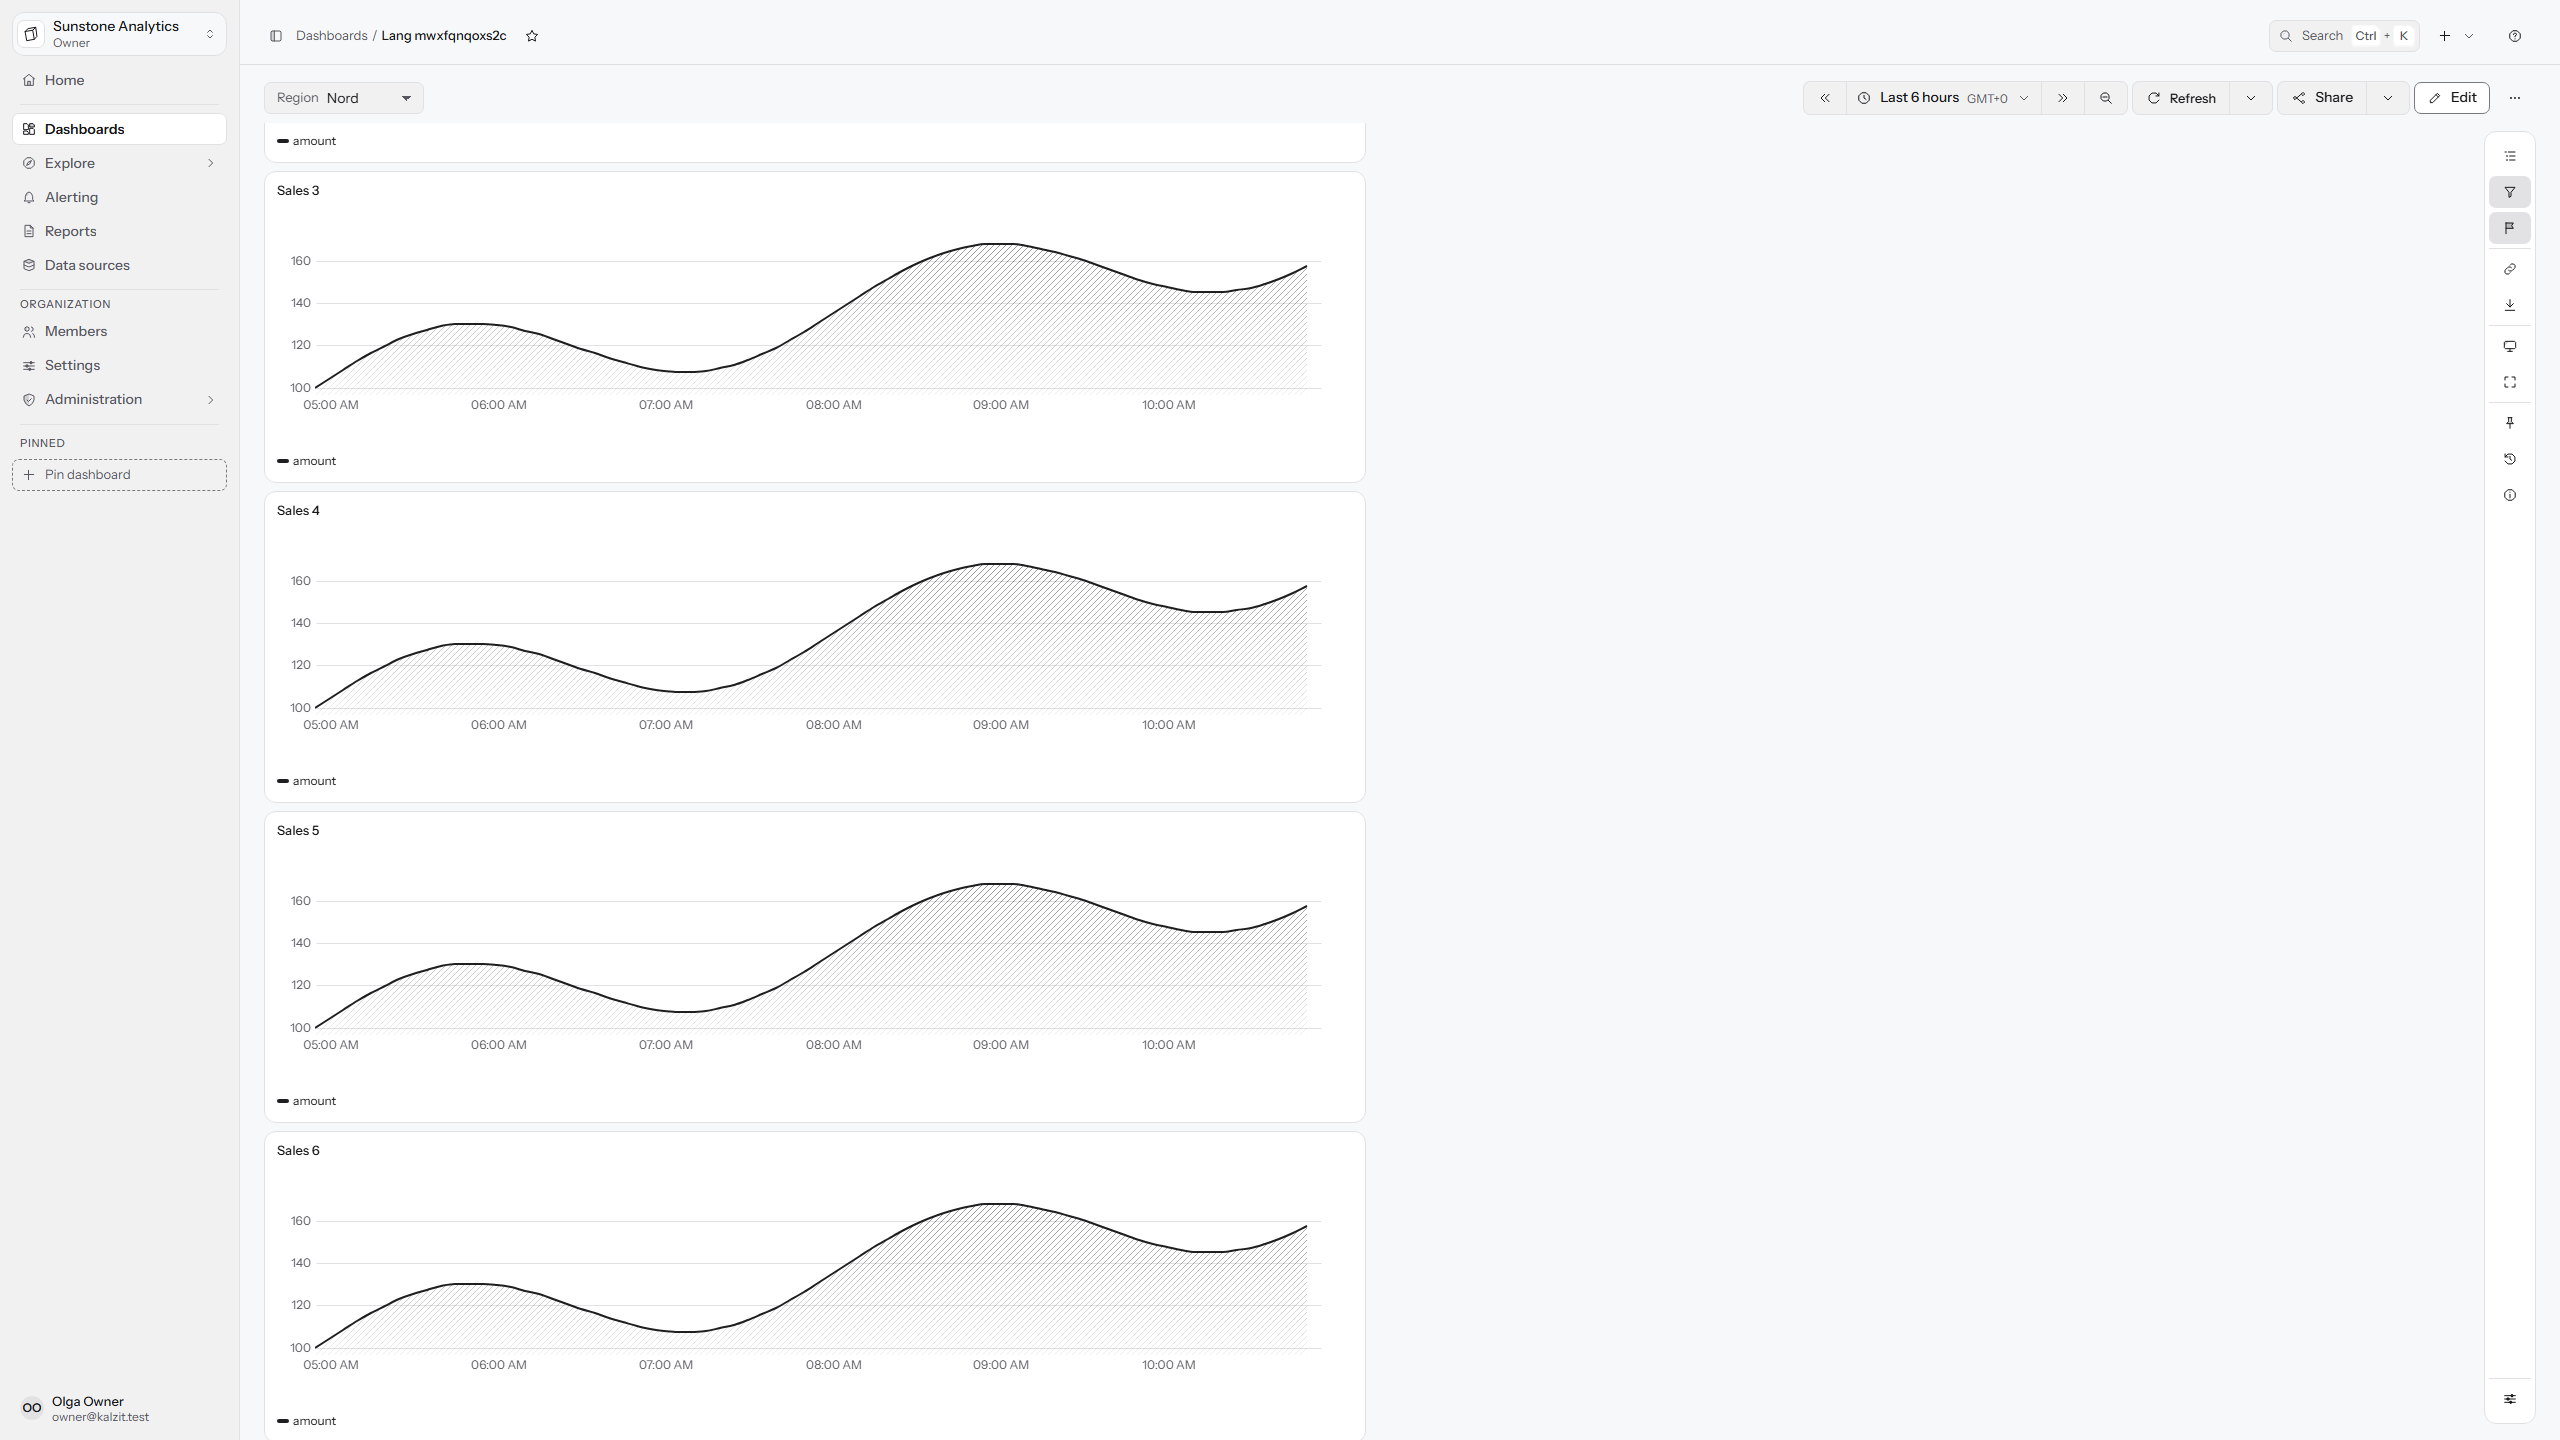 Sunstone Analytics
Owner
Home
Dashboards
Explore
Alerting
Reports
Data sources
ORGANIZATION
Members
Settings
Administration
PINNED
Pin dashboard
OO
Olga Owner
owner@kalzit.test
Dashboards / Lang mwxfqnqoxs2c
Search Ctrl + K
Region Nord
Last 6 hours GMT+0
Refresh
Share
Edit
amount
Sales 3
160
140
120
100
05:00 AM 06:00 AM 07:00 AM 08:00 AM 09:00 AM 10:00 AM
amount
Sales 4
160
140
120
100
05:00 AM 06:00 AM 07:00 AM 08:00 AM 09:00 AM 10:00 AM
amount
Sales 5
160
140
120
100
05:00 AM 06:00 AM 07:00 AM 08:00 AM 09:00 AM 10:00 AM
amount
Sales 6
160
140
120
100
05:00 AM 06:00 AM 07:00 AM 08:00 AM 09:00 AM 10:00 AM
amount